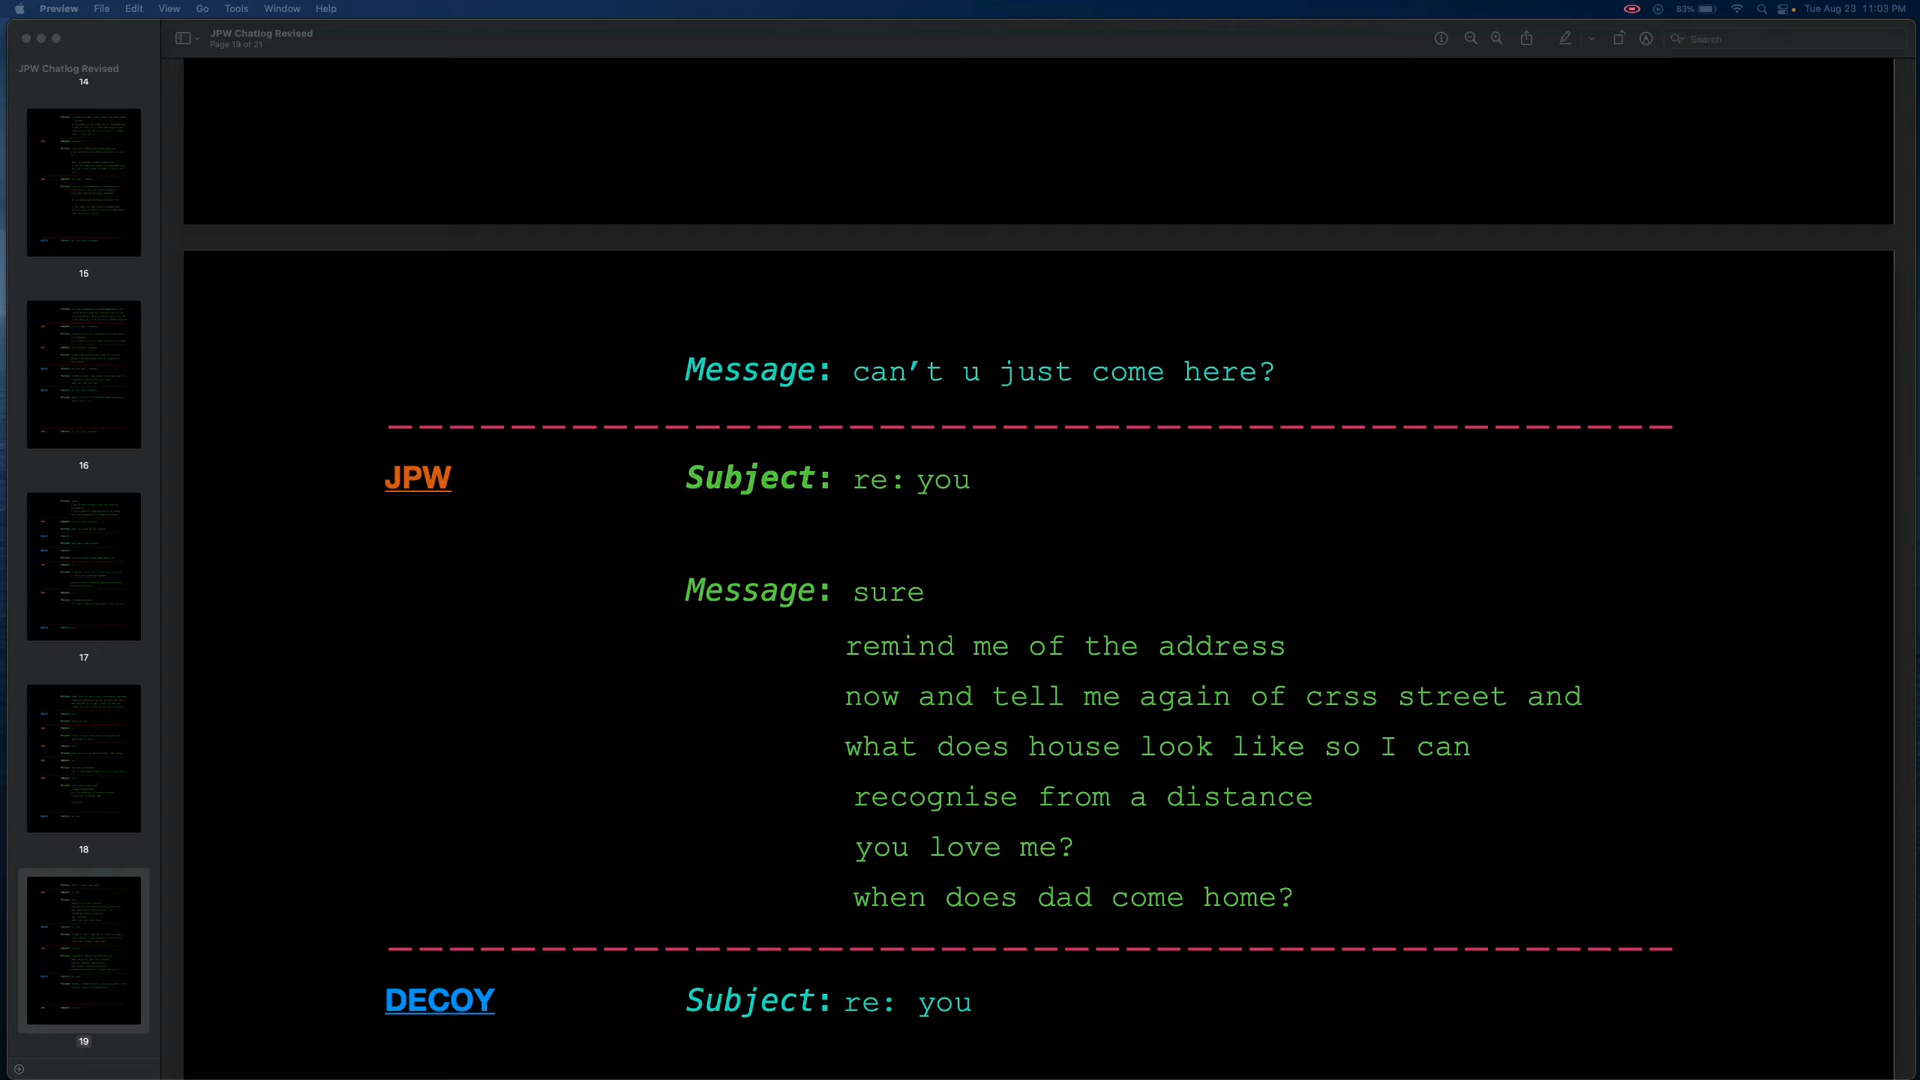 Preview File Edit View Go Tools Window Help
83% Tue Aug 23 11:03 PM
JPW Chatlog Revised
Page 19 of 21
Search
JPW Chatlog Revised
14
15
16
17
18
19
Message: can’t u just come here?
JPW Subject: re: you
Message: sure
remind me of the address
now and tell me again of crss street and
what does house look like so I can
recognise from a distance
you love me?
when does dad come home?
DECOY Subject: re: you